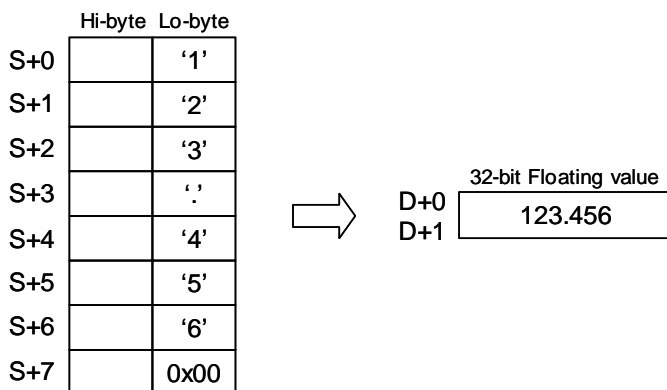 Hi-byte Lo-byte
S+0 ‘1’
S+1 ‘2’
S+2 ‘3’
S+3 ‘.’
S+4 ‘4’
S+5 ‘5’
S+6 ‘6’
S+7 0x00
32-bit Floating value
D+0 123.456
D+1